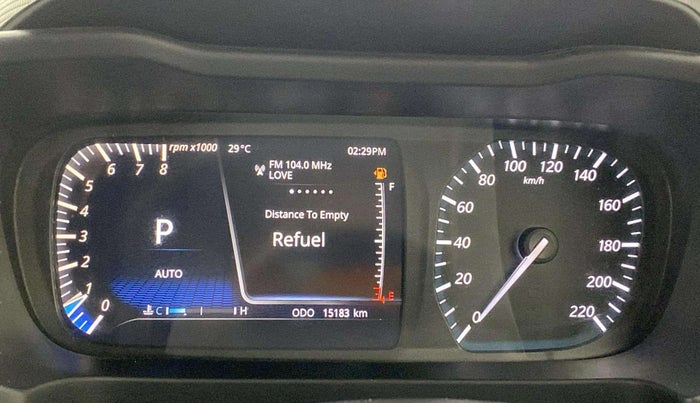 rpm x1000 29°C 02:29PM
FM 104.0 MHz
LOVE
Distance To Empty
Refuel
F
E
P
AUTO
0 1 2 3 4 5 6 7 8
C H
ODO 15183 km
0 20 40 60 80 100 120 140 160 180 200 220
km/h